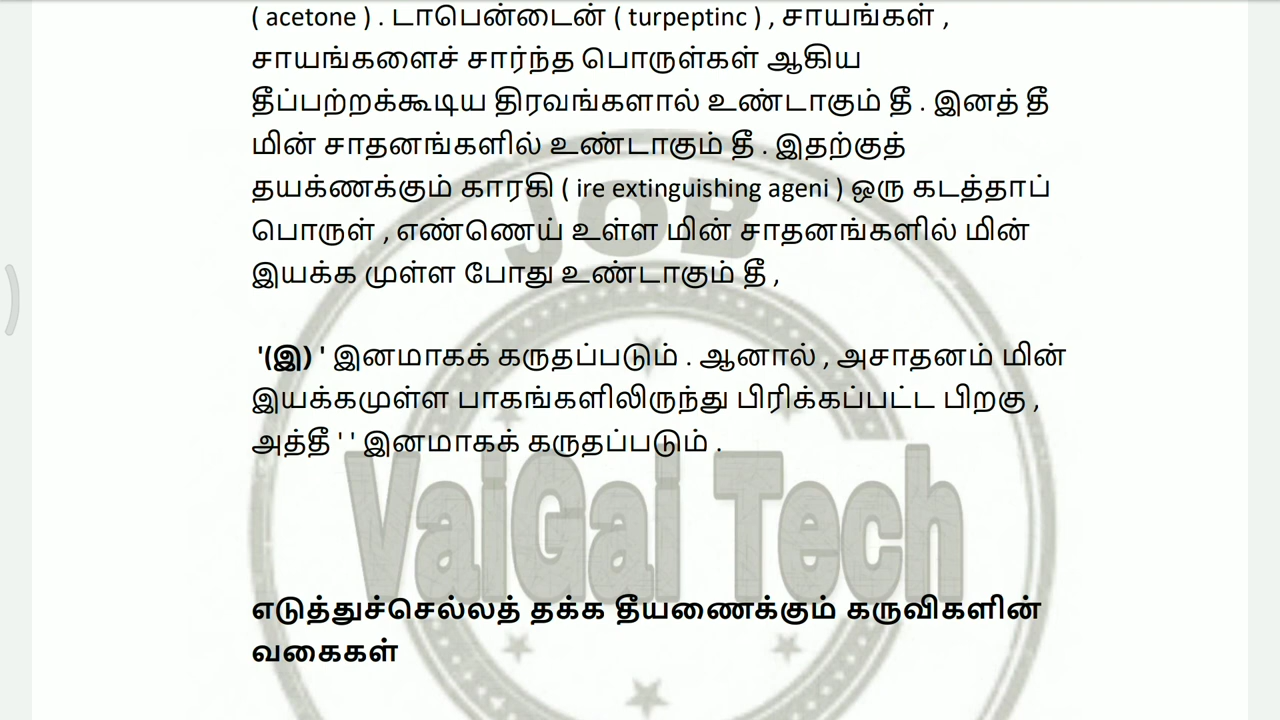 ( acetone ) . டாபென்டைன் ( turpeptinc ) , சாயங்கள் ,
சாயங்களைச் சார்ந்த பொருள்கள் ஆகிய
தீப்பற்றக்கூடிய திரவங்களால் உண்டாகும் தீ . இனத் தீ
மின் சாதனங்களில் உண்டாகும் தீ . இதற்குத்
தயக்ணக்கும் காரகி ( ire extinguishing ageni ) ஒரு கடத்தாப்
பொருள் , எண்ணெய் உள்ள மின் சாதனங்களில் மின்
இயக்க முள்ள போது உண்டாகும் தீ ,
'(இ) ' இனமாகக் கருதப்படும் . ஆனால் , அசாதனம் மின்
இயக்கமுள்ள பாகங்களிலிருந்து பிரிக்கப்பட்ட பிறகு ,
அத்தீ ' ' இனமாகக் கருதப்படும் .
JOB
VaiGai Tech
எடுத்துச்செல்லத் தக்க தீயணைக்கும் கருவிகளின்
வகைகள்